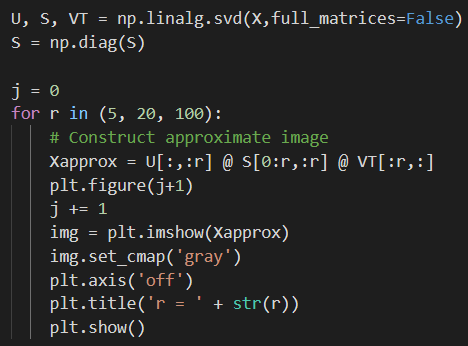 U, S, VT = np.linalg.svd(X,full_matrices=False)
S = np.diag(S)
j = 0
for r in (5, 20, 100):
# Construct approximate image
Xapprox = U[:,:r] @ S[0:r,:r] @ VT[:r,:]
plt.figure(j+1)
j += 1
img = plt.imshow(Xapprox)
img.set_cmap('gray')
plt.axis('off')
plt.title('r = ' + str(r))
plt.show()